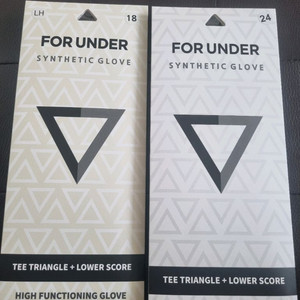 LH 18
FOR UNDER
SYNTHETIC GLOVE
TEE TRIANGLE + LOWER SCORE
HIGH FUNCTIONING GLOVE
24
FOR UNDER
SYNTHETIC GLOVE
TEE TRIANGLE + LOWER SCORE